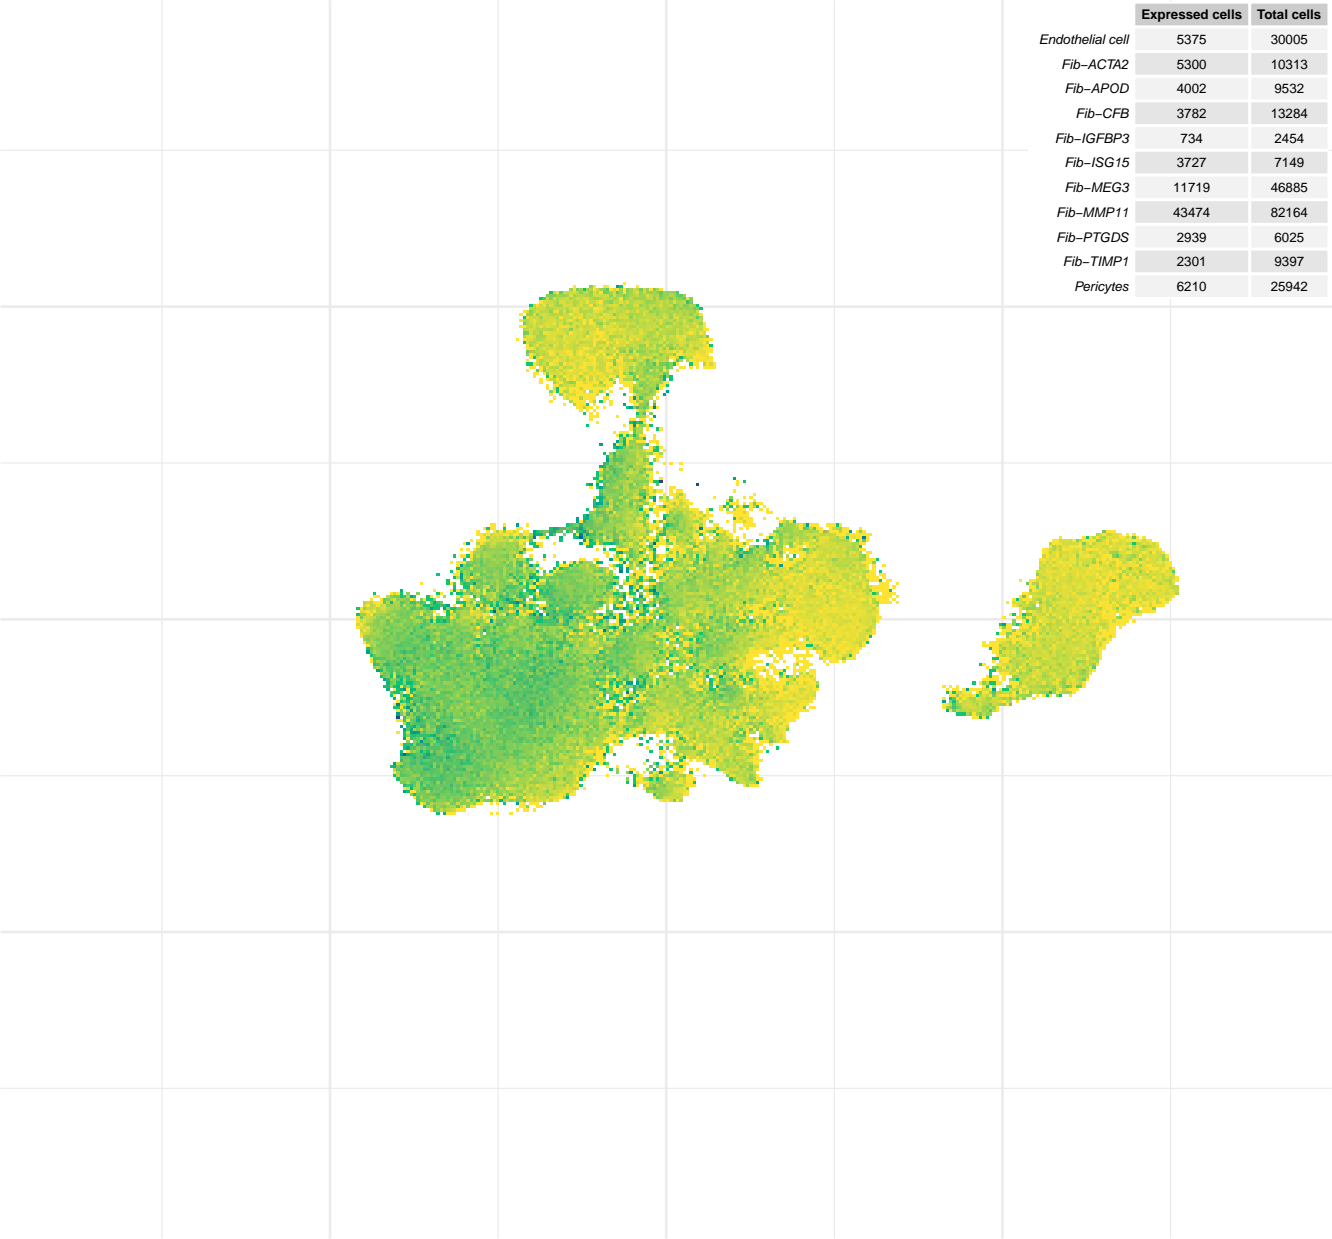 Expressed cells Total cells
Endothelial cell 5375 30005
Fib−ACTA2 5300 10313
Fib−APOD 4002 9532
Fib−CFB 3782 13284
Fib−IGFBP3 734 2454
Fib−ISG15 3727 7149
Fib−MEG3 11719 46885
Fib−MMP11 43474 82164
Fib−PTGDS 2939 6025
Fib−TIMP1 2301 9397
Pericytes 6210 25942